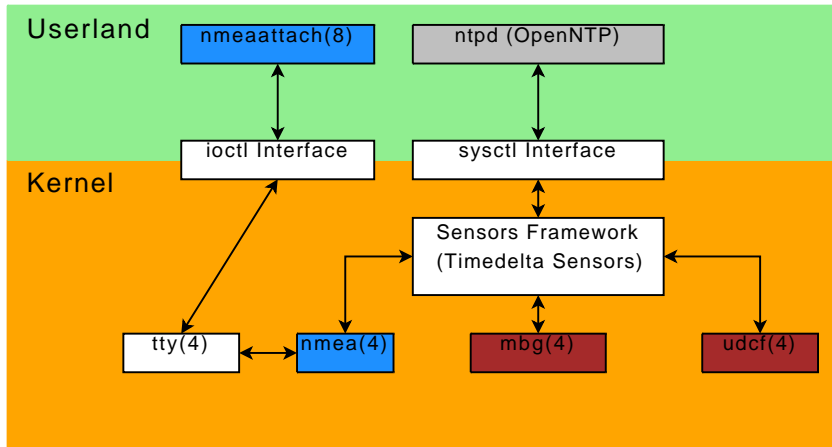 Userland
nmeaattach(8)
ntpd (OpenNTP)
ioctl Interface
sysctl Interface
Kernel
Sensors Framework
(Timedelta Sensors)
tty(4)
nmea(4)
mbg(4)
udcf(4)